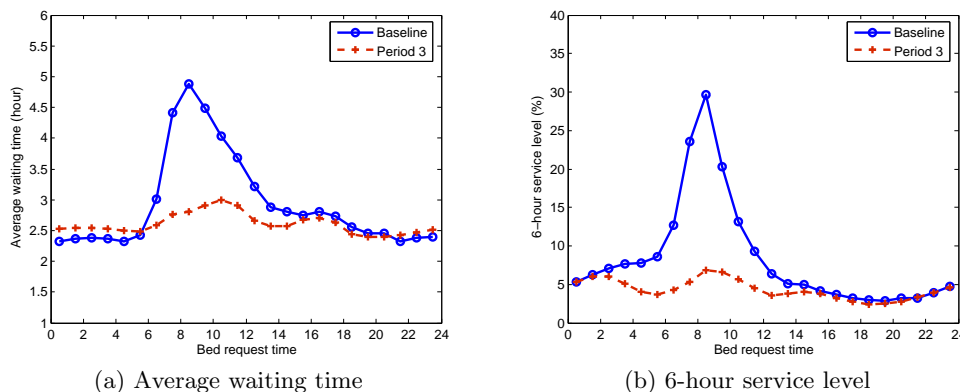 6
5.5
5
4.5
4
3.5
3
2.5
2
1.5
1
Average waiting time (hour)
0 2 4 6 8 10 12 14 16 18 20 22 24
Bed request time
Baseline
Period 3
(a) Average waiting time
40
35
30
25
20
15
10
5
0
6-hour service level (%)
0 2 4 6 8 10 12 14 16 18 20 22 24
Bed request time
Baseline
Period 3
(b) 6-hour service level